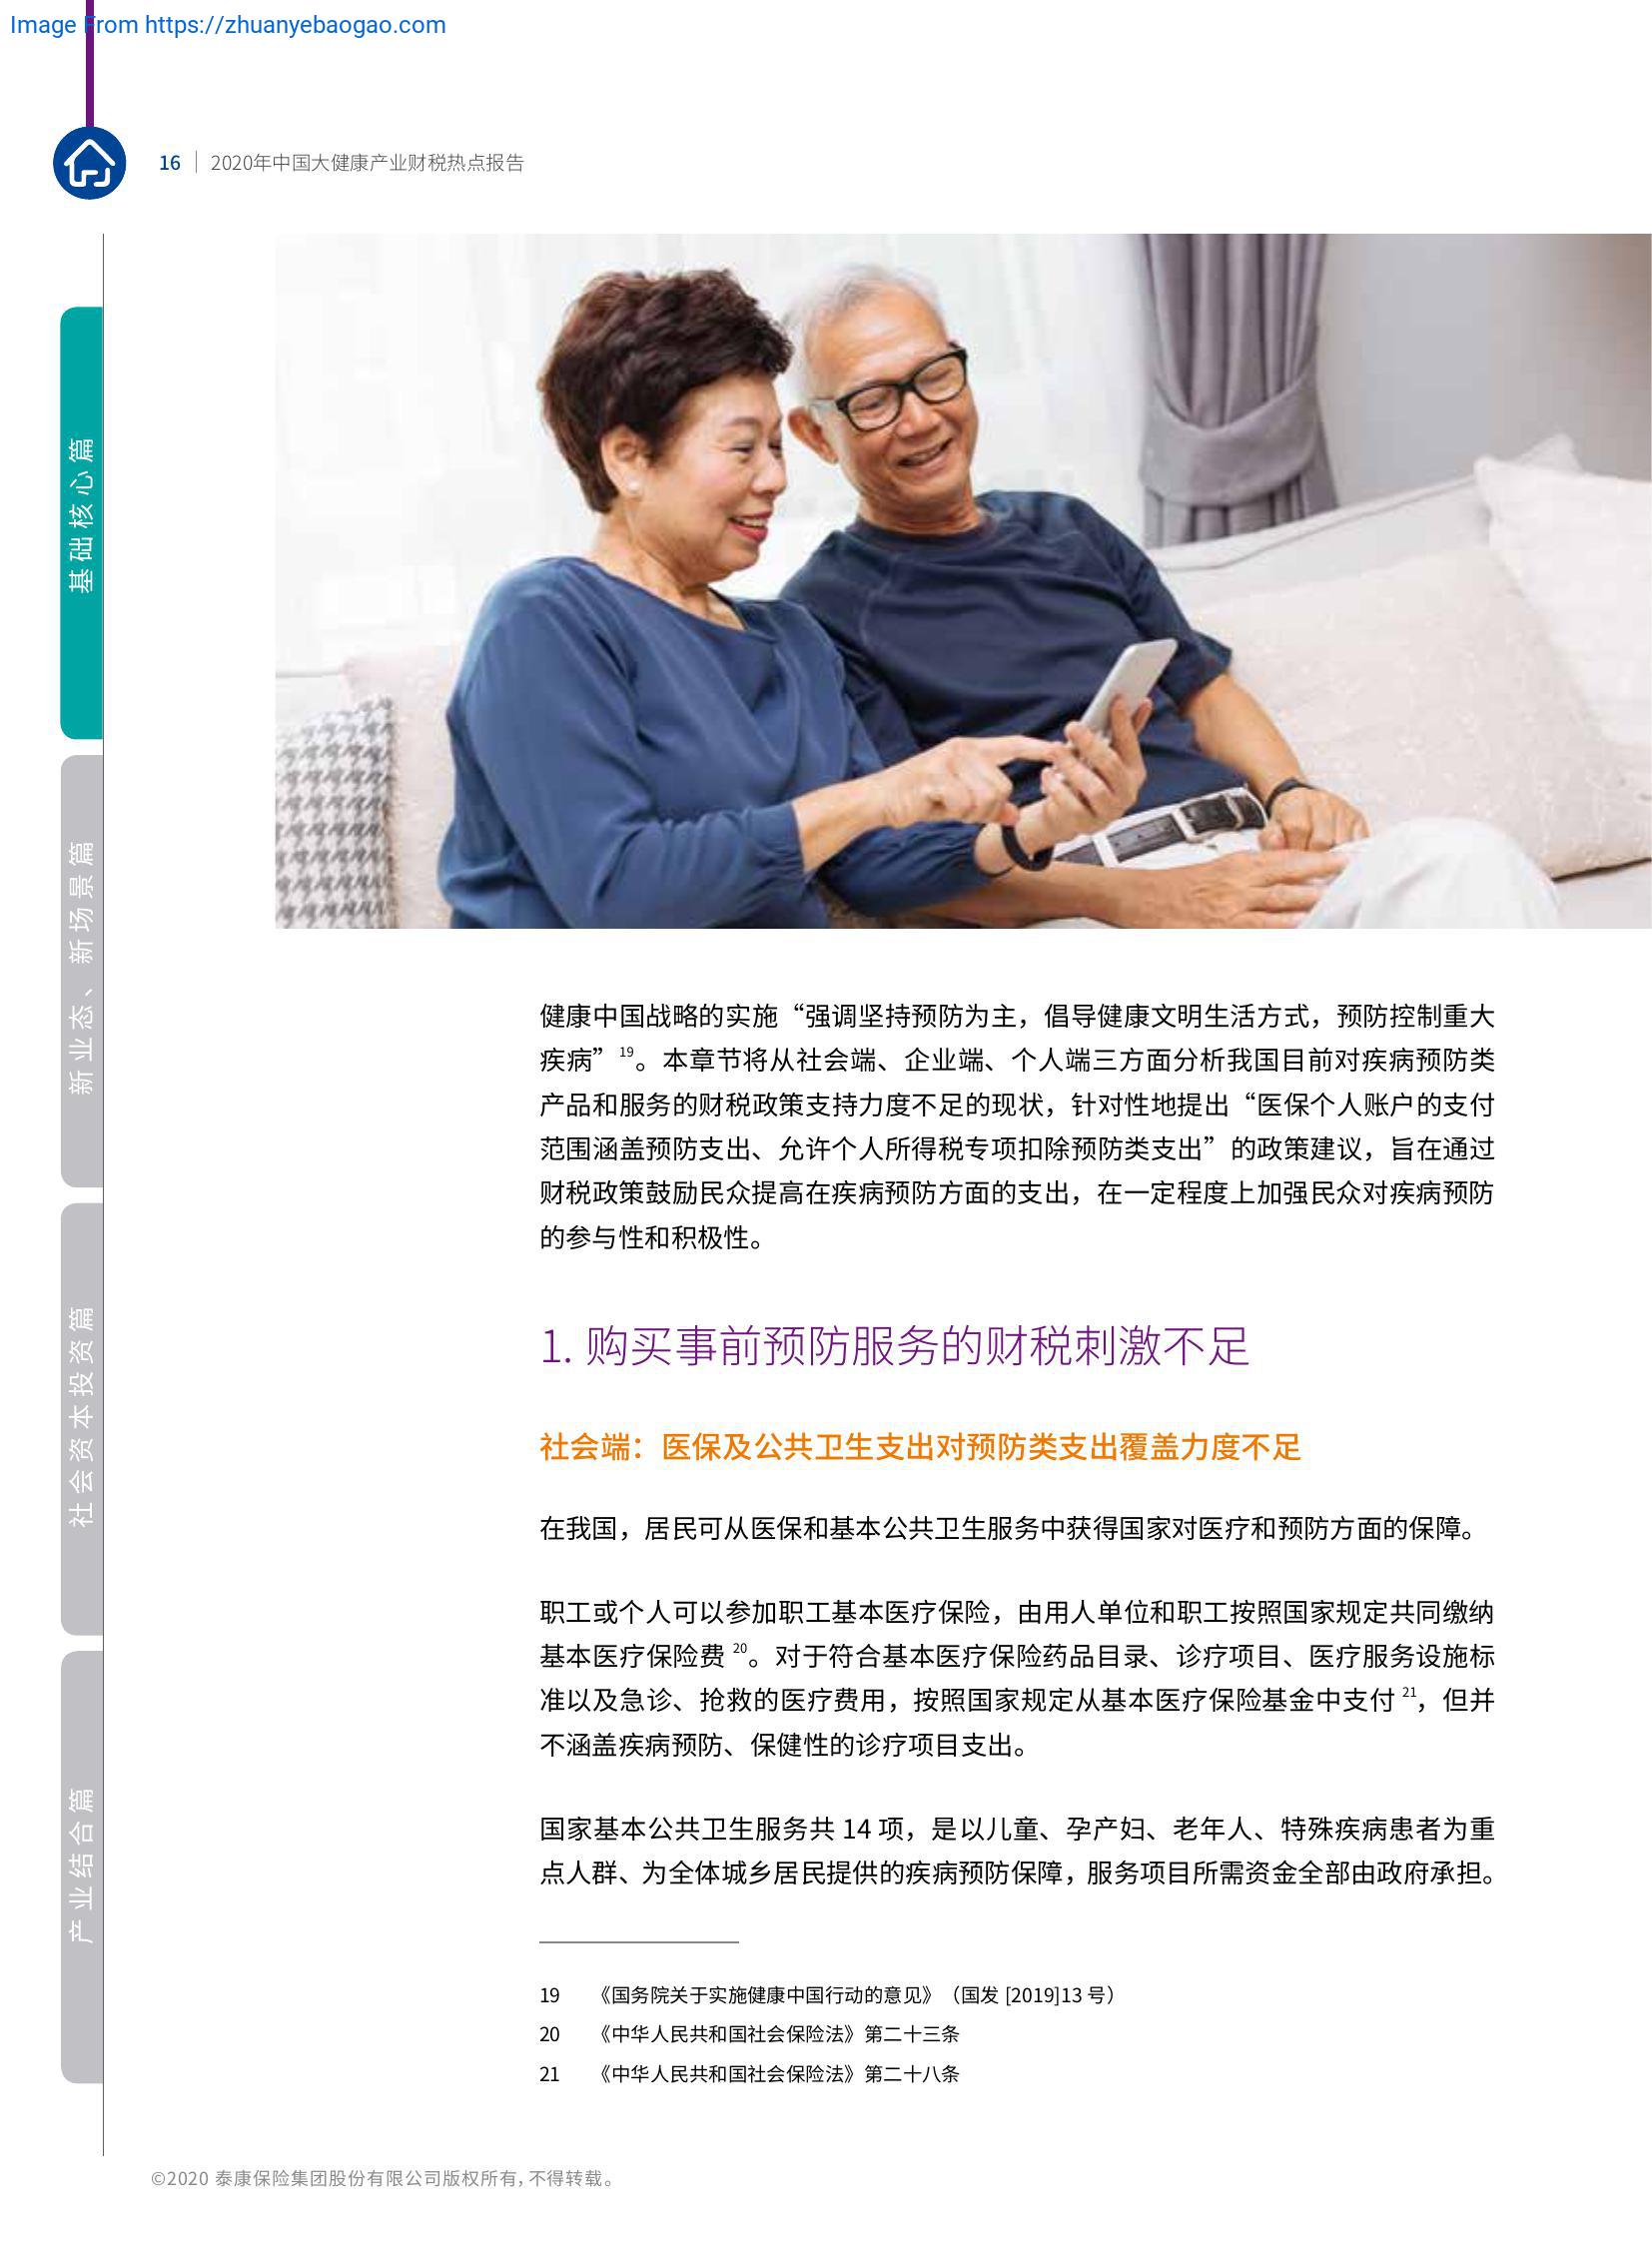 Image From https://zhuanyebaogao.com
16 | 2020年中国大健康产业财税热点报告
基础核心篇
新业态、新场景篇
社会资本投资篇
产业结合篇
健康中国战略的实施“强调坚持预防为主，倡导健康文明生活方式，预防控制重大
疾病”19。本章节将从社会端、企业端、个人端三方面分析我国目前对疾病预防类
产品和服务的财税政策支持力度不足的现状，针对性地提出“医保个人账户的支付
范围涵盖预防支出、允许个人所得税专项扣除预防类支出”的政策建议，旨在通过
财税政策鼓励民众提高在疾病预防方面的支出，在一定程度上加强民众对疾病预防
的参与性和积极性。
1. 购买事前预防服务的财税刺激不足
社会端：医保及公共卫生支出对预防类支出覆盖力度不足
在我国，居民可从医保和基本公共卫生服务中获得国家对医疗和预防方面的保障。
职工或个人可以参加职工基本医疗保险，由用人单位和职工按照国家规定共同缴纳
基本医疗保险费 20。对于符合基本医疗保险药品目录、诊疗项目、医疗服务设施标
准以及急诊、抢救的医疗费用，按照国家规定从基本医疗保险基金中支付 21，但并
不涵盖疾病预防、保健性的诊疗项目支出。
国家基本公共卫生服务共 14 项，是以儿童、孕产妇、老年人、特殊疾病患者为重
点人群、为全体城乡居民提供的疾病预防保障，服务项目所需资金全部由政府承担。
19 《国务院关于实施健康中国行动的意见》（国发 [2019]13 号）
20 《中华人民共和国社会保险法》第二十三条
21 《中华人民共和国社会保险法》第二十八条
©2020 泰康保险集团股份有限公司版权所有，不得转载。